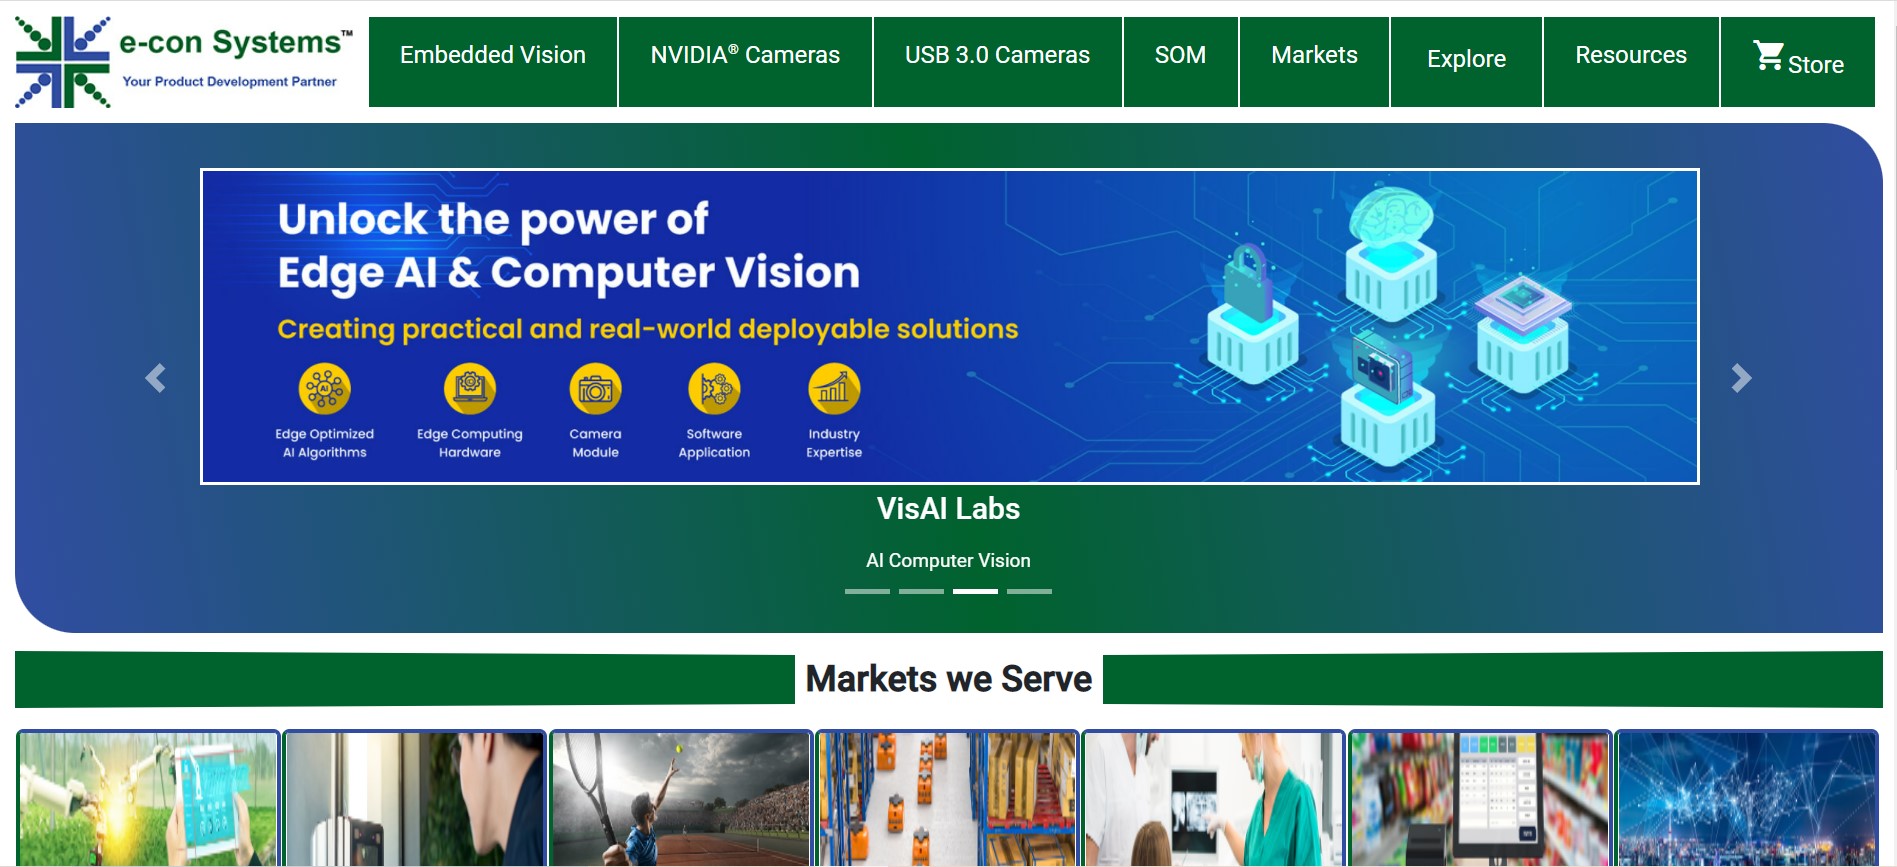 e-con Systems™
Your Product Development Partner
Embedded Vision
NVIDIA® Cameras
USB 3.0 Cameras
SOM
Markets
Explore
Resources
Store
Unlock the power of
Edge AI & Computer Vision
Creating practical and real-world deployable solutions
AI
Edge Optimized
AI Algorithms
Edge Computing
Hardware
Camera
Module
Software
Application
Industry
Expertise
VisAI Labs
AI Computer Vision
Markets we Serve